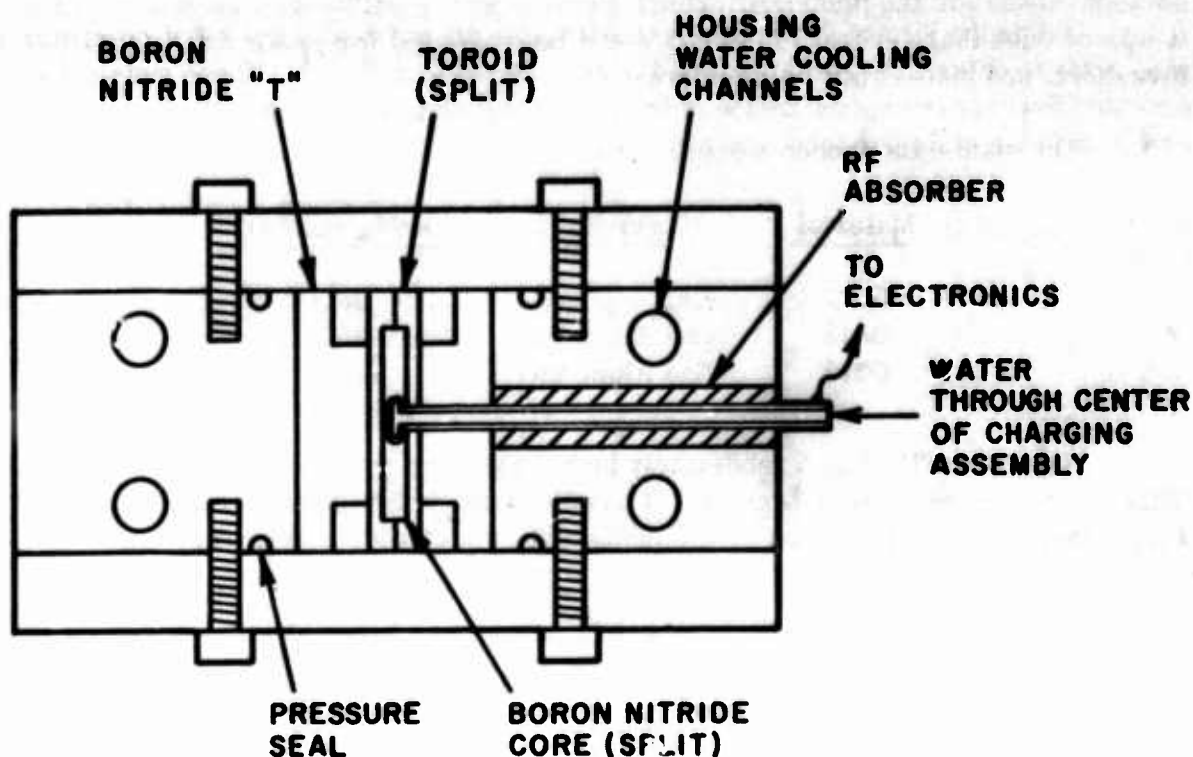 BORON
NITRIDE "T"
TOROID
(SPLIT)
HOUSING
WATER COOLING
CHANNELS
RF
ABSORBER
TO
ELECTRONICS
WATER
THROUGH CENTER
OF CHARGING
ASSEMBLY
PRESSURE
SEAL
BORON NITRIDE
CORE (SPLIT)